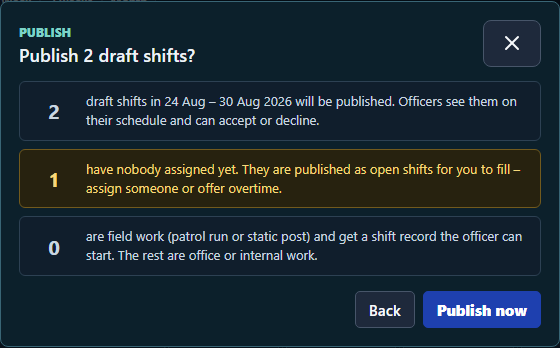 PUBLISH
Publish 2 draft shifts?
2
draft shifts in 24 Aug – 30 Aug 2026 will be published. Officers see them on
their schedule and can accept or decline.
1
have nobody assigned yet. They are published as open shifts for you to fill –
assign someone or offer overtime.
0
are field work (patrol run or static post) and get a shift record the officer can
start. The rest are office or internal work.
Back
Publish now